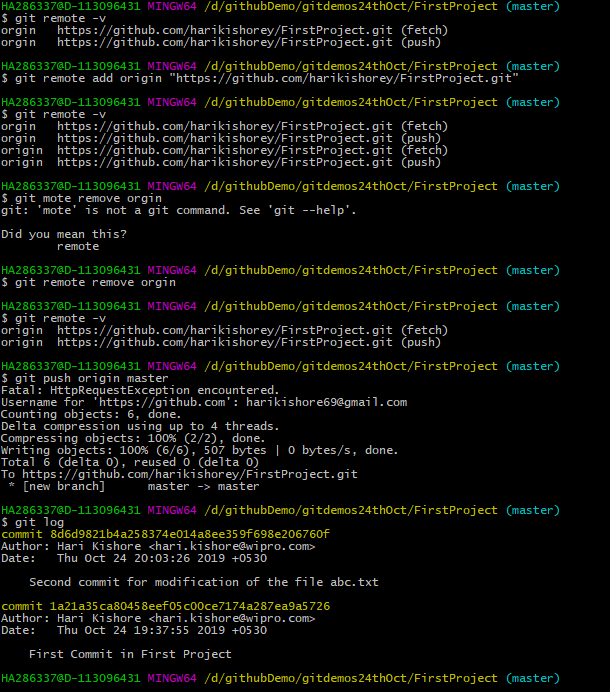 HA286337@D-113096431 MINGW64 /d/githubDemo/gitdemos24thOct/FirstProject (master)
$ git remote -v
orgin   https://github.com/harikishorey/FirstProject.git (fetch)
orgin   https://github.com/harikishorey/FirstProject.git (push)
HA286337@D-113096431 MINGW64 /d/githubDemo/gitdemos24thOct/FirstProject (master)
$ git remote add origin "https://github.com/harikishorey/FirstProject.git"
HA286337@D-113096431 MINGW64 /d/githubDemo/gitdemos24thOct/FirstProject (master)
$ git remote -v
orgin   https://github.com/harikishorey/FirstProject.git (fetch)
orgin   https://github.com/harikishorey/FirstProject.git (push)
origin  https://github.com/harikishorey/FirstProject.git (fetch)
origin  https://github.com/harikishorey/FirstProject.git (push)
HA286337@D-113096431 MINGW64 /d/githubDemo/gitdemos24thOct/FirstProject (master)
$ git mote remove orgin
git: 'mote' is not a git command. See 'git --help'.
Did you mean this?
        remote
HA286337@D-113096431 MINGW64 /d/githubDemo/gitdemos24thOct/FirstProject (master)
$ git remote remove orgin
HA286337@D-113096431 MINGW64 /d/githubDemo/gitdemos24thOct/FirstProject (master)
$ git remote -v
origin  https://github.com/harikishorey/FirstProject.git (fetch)
origin  https://github.com/harikishorey/FirstProject.git (push)
HA286337@D-113096431 MINGW64 /d/githubDemo/gitdemos24thOct/FirstProject (master)
$ git push origin master
Fatal: HttpRequestException encountered.
Username for 'https://github.com': harikishore69@gmail.com
Counting objects: 6, done.
Delta compression using up to 4 threads.
Compressing objects: 100% (2/2), done.
Writing objects: 100% (6/6), 507 bytes | 0 bytes/s, done.
Total 6 (delta 0), reused 0 (delta 0)
To https://github.com/harikishorey/FirstProject.git
 * [new branch]      master -> master
HA286337@D-113096431 MINGW64 /d/githubDemo/gitdemos24thOct/FirstProject (master)
$ git log
commit 8d6d9821b4a258374e014a8ee359f698e206760f
Author: Hari Kishore <hari.kishore@wipro.com>
Date:   Thu Oct 24 20:03:26 2019 +0530
    Second commit for modification of the file abc.txt
commit 1a21a35ca80458eef05c00ce7174a287ea9a5726
Author: Hari Kishore <hari.kishore@wipro.com>
Date:   Thu Oct 24 19:37:55 2019 +0530
    First Commit in First Project
HA286337@D-113096431 MINGW64 /d/githubDemo/gitdemos24thOct/FirstProject (master)